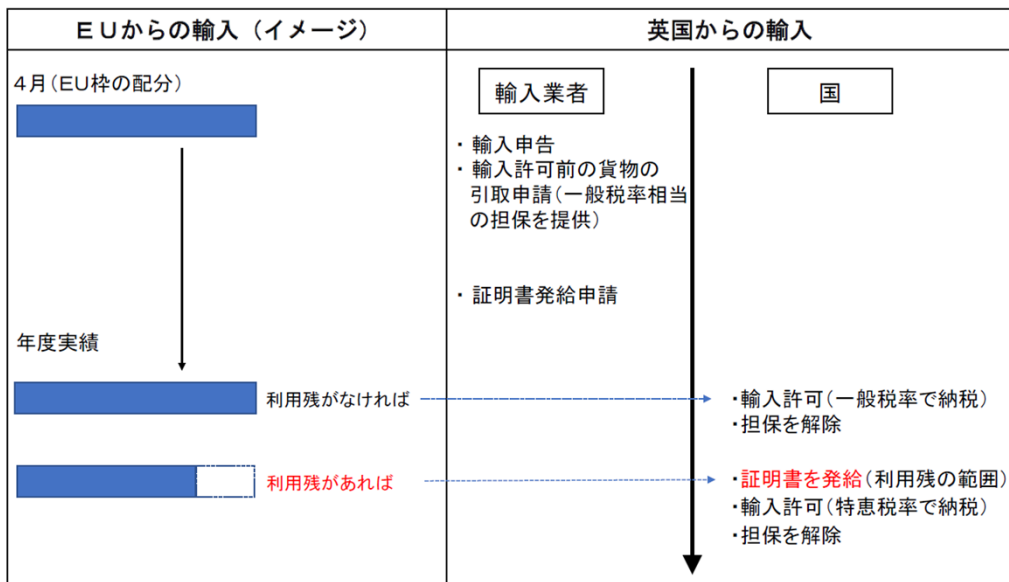 ＥＵからの輸入（イメージ）
英国からの輸入
４月（ＥＵ枠の配分）
輸入業者
国
・ 輸入申告
・ 輸入許可前の貨物の
引取申請（一般税率相当
の担保を提供）
・ 証明書発給申請
年度実績
利用残がなければ
・輸入許可（一般税率で納税）
・担保を解除
利用残があれば
・証明書を発給（利用残の範囲）
・輸入許可（特恵税率で納税）
・担保を解除